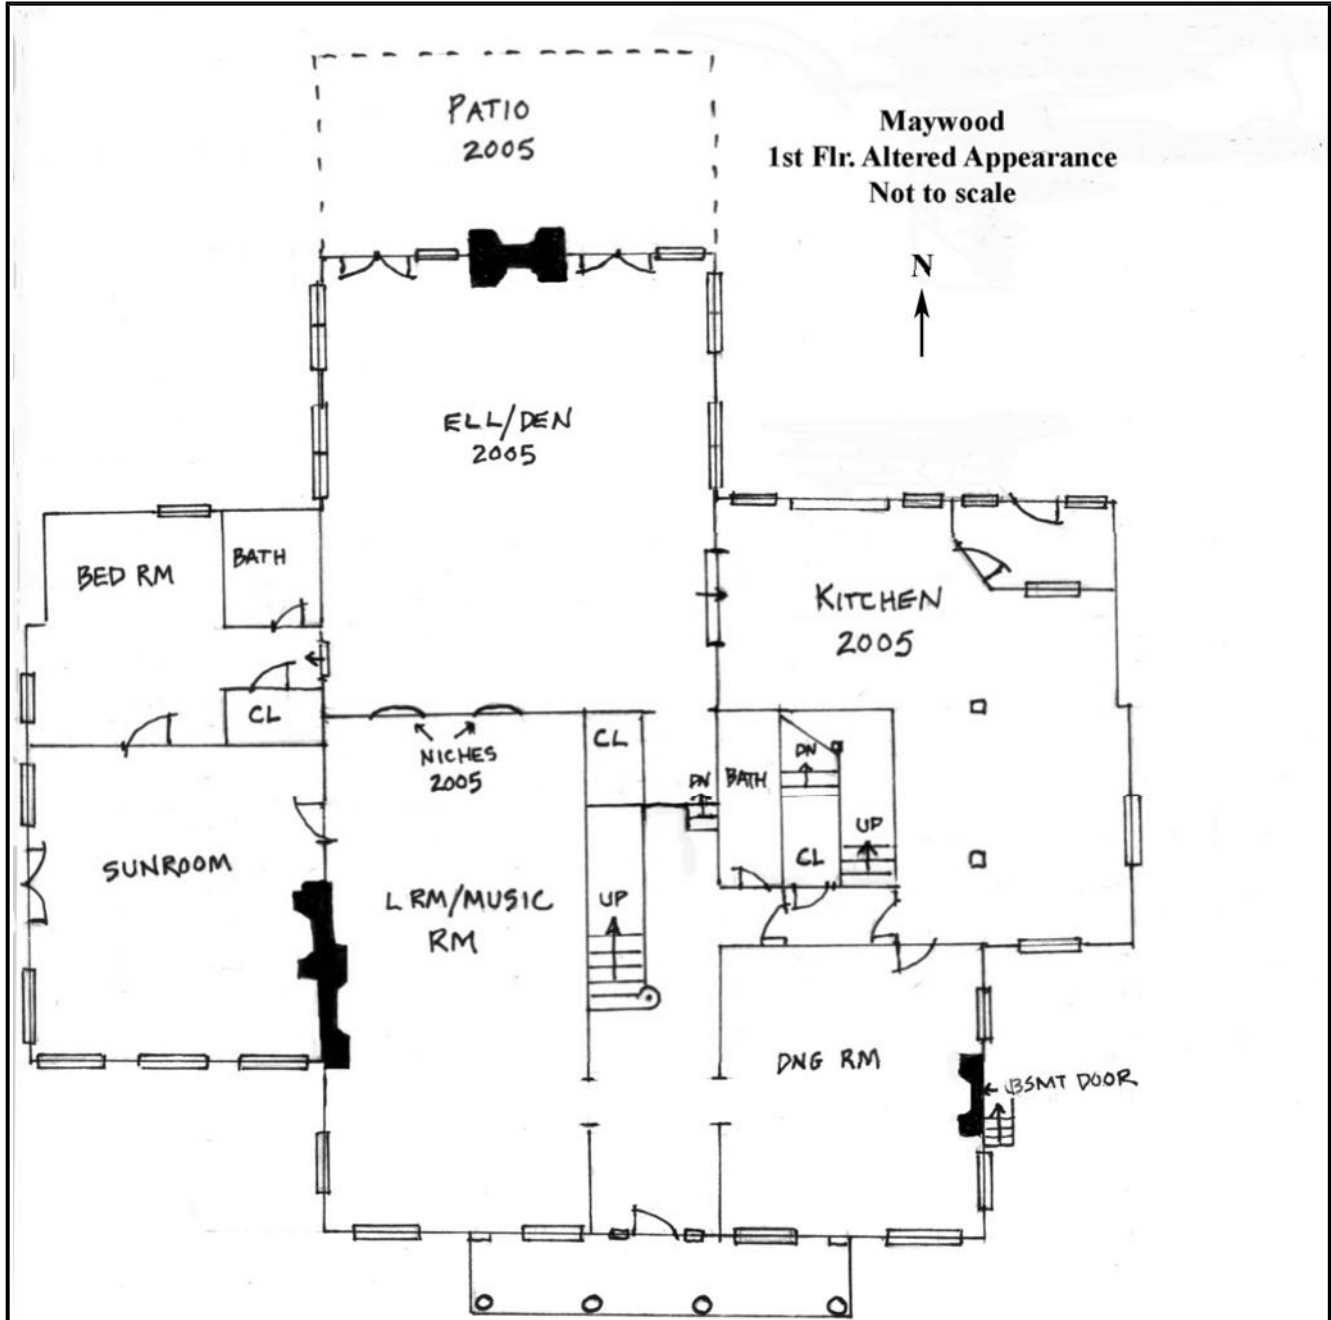 PATIO
2005
Maywood
1st Flr. Altered Appearance
Not to scale
N
ELL/DEN
2005
BED RM
BATH
KITCHEN
2005
CL
NICHES
2005
CL
DN
BATH
DN
UP
CL
SUNROOM
L RM/MUSIC
RM
UP
DNG RM
BSMT DOOR